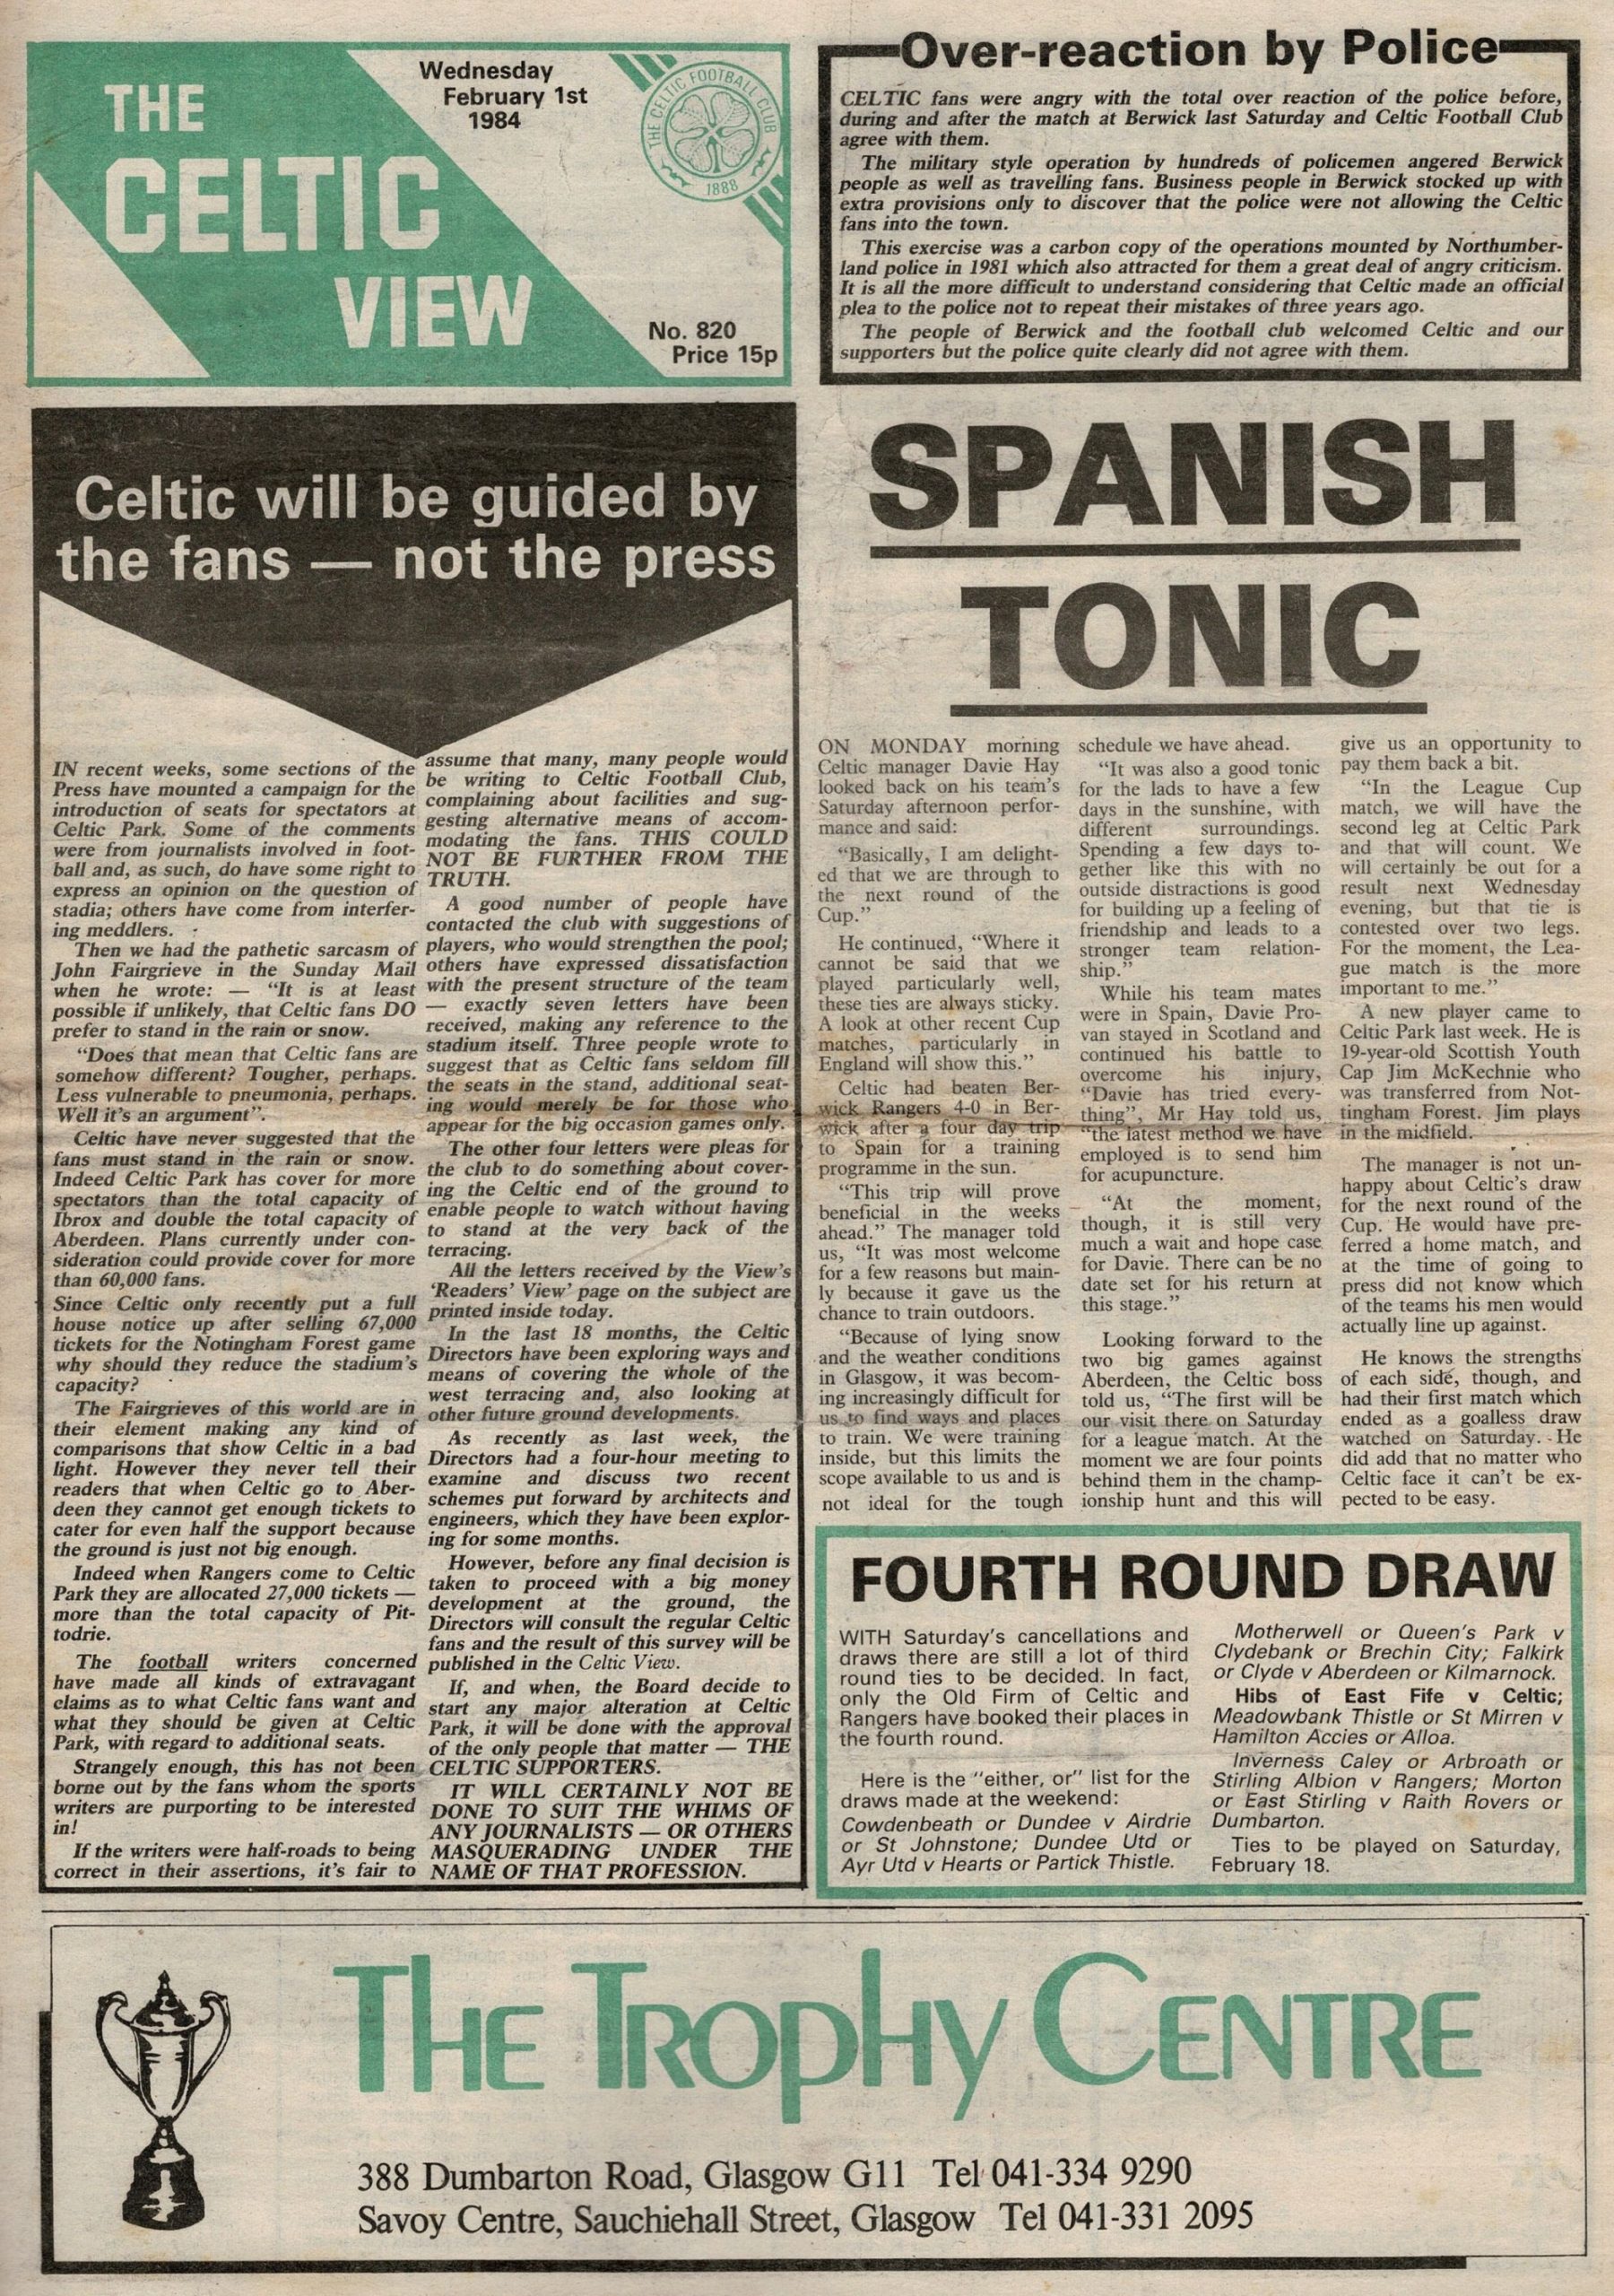 THE
CELTIC
VIEW
Wednesday
February 1st
1984
THE CELTIC FOOTBALL CLUB
1888
No. 820
Price 15p
Over-reaction by Police
CELTIC fans were angry with the total over reaction of the police before,
during and after the match at Berwick last Saturday and Celtic Football Club
agree with them.
The military style operation by hundreds of policemen angered Berwick
people as well as travelling fans. Business people in Berwick stocked up with
extra provisions only to discover that the police were not allowing the Celtic
fans into the town.
This exercise was a carbon copy of the operations mounted by Northumber-
land police in 1981 which also attracted for them a great deal of angry criticism.
It is all the more difficult to understand considering that Celtic made an official
plea to the police not to repeat their mistakes of three years ago.
The people of Berwick and the football club welcomed Celtic and our
supporters but the police quite clearly did not agree with them.
Celtic will be guided by
the fans — not the press
IN recent weeks, some sections of the
Press have mounted a campaign for the
introduction of seats for spectators at
Celtic Park. Some of the comments
were from journalists involved in foot-
ball and, as such, do have some right to
express an opinion on the question of
stadia; others have come from interfer-
ing meddlers.
Then we had the pathetic sarcasm of
John Fairgrieve in the Sunday Mail
when he wrote: — “It is at least
possible if unlikely, that Celtic fans DO
prefer to stand in the rain or snow.
“Does that mean that Celtic fans are
somehow different? Tougher, perhaps.
Less vulnerable to pneumonia, perhaps.
Well it's an argument”.
Celtic have never suggested that the
fans must stand in the rain or snow.
Indeed Celtic Park has cover for more
spectators than the total capacity of
Ibrox and double the total capacity of
Aberdeen. Plans currently under con-
sideration could provide cover for more
than 60,000 fans.
Since Celtic only recently put a full
house notice up after selling 67,000
tickets for the Notingham Forest game
why should they reduce the stadium's
capacity?
The Fairgrieves of this world are in
their element making any kind of
comparisons that show Celtic in a bad
light. However they never tell their
readers that when Celtic go to Aber-
deen they cannot get enough tickets to
cater for even half the support because
the ground is just not big enough.
Indeed when Rangers come to Celtic
Park they are allocated 27,000 tickets —
more than the total capacity of Pit-
todrie.
The football writers concerned
have made all kinds of extravagant
claims as to what Celtic fans want and
what they should be given at Celtic
Park, with regard to additional seats.
Strangely enough, this has not been
borne out by the fans whom the sports
writers are purporting to be interested
in!
If the writers were half-roads to being
correct in their assertions, it's fair to
assume that many, many people would
be writing to Celtic Football Club,
complaining about facilities and sug-
gesting alternative means of accom-
modating the fans. THIS COULD
NOT BE FURTHER FROM THE
TRUTH.
A good number of people have
contacted the club with suggestions of
players, who would strengthen the pool;
others have expressed dissatisfaction
with the present structure of the team
— exactly seven letters have been
received, making any reference to the
stadium itself. Three people wrote to
suggest that as Celtic fans seldom fill
the seats in the stand, additional seat-
ing would merely be for those who
appear for the big occasion games only.
The other four letters were pleas for
the club to do something about cover-
ing the Celtic end of the ground to
enable people to watch without having
to stand at the very back of the
terracing.
All the letters received by the View's
‘Readers' View’ page on the subject are
printed inside today.
In the last 18 months, the Celtic
Directors have been exploring ways and
means of covering the whole of the
west terracing and, also looking at
other future ground developments.
As recently as last week, the
Directors had a four-hour meeting to
examine and discuss two recent
schemes put forward by architects and
engineers, which they have been explor-
ing for some months.
However, before any final decision is
taken to proceed with a big money
development at the ground, the
Directors will consult the regular Celtic
fans and the result of this survey will be
published in the Celtic View.
If, and when, the Board decide to
start any major alteration at Celtic
Park, it will be done with the approval
of the only people that matter — THE
CELTIC SUPPORTERS.
IT WILL CERTAINLY NOT BE
DONE TO SUIT THE WHIMS OF
ANY JOURNALISTS — OR OTHERS
MASQUERADING UNDER THE
NAME OF THAT PROFESSION.
SPANISH
TONIC
ON MONDAY morning
Celtic manager Davie Hay
looked back on his team's
Saturday afternoon perfor-
mance and said:
“Basically, I am delight-
ed that we are through to
the next round of the
Cup.”
He continued, “Where it
cannot be said that we
played particularly well,
these ties are always sticky.
A look at other recent Cup
matches, particularly in
England will show this.”
Celtic had beaten Ber-
wick Rangers 4-0 in Ber-
wick after a four day trip
to Spain for a training
programme in the sun.
“This trip will prove
beneficial in the weeks
ahead.” The manager told
us, “It was most welcome
for a few reasons but main-
ly because it gave us the
chance to train outdoors.
“Because of lying snow
and the weather conditions
in Glasgow, it was becom-
ing increasingly difficult for
us to find ways and places
to train. We were training
inside, but this limits the
scope available to us and is
not ideal for the tough
schedule we have ahead.
“It was also a good tonic
for the lads to have a few
days in the sunshine, with
different surroundings.
Spending a few days to-
gether like this with no
outside distractions is good
for building up a feeling of
friendship and leads to a
stronger team relation-
ship.”
While his team mates
were in Spain, Davie Pro-
van stayed in Scotland and
continued his battle to
overcome his injury,
“Davie has tried every-
thing”, Mr Hay told us,
“the latest method we have
employed is to send him
for acupuncture.
“At the moment,
though, it is still very
much a wait and hope case
for Davie. There can be no
date set for his return at
this stage.”
Looking forward to the
two big games against
Aberdeen, the Celtic boss
told us, “The first will be
our visit there on Saturday
for a league match. At the
moment we are four points
behind them in the champ-
ionship hunt and this will
give us an opportunity to
pay them back a bit.
“In the League Cup
match, we will have the
second leg at Celtic Park
and that will count. We
will certainly be out for a
result next Wednesday
evening, but that tie is
contested over two legs.
For the moment, the Lea-
gue match is the more
important to me.”
A new player came to
Celtic Park last week. He is
19-year-old Scottish Youth
Cap Jim McKechnie who
was transferred from Not-
tingham Forest. Jim plays
in the midfield.
The manager is not un-
happy about Celtic's draw
for the next round of the
Cup. He would have pre-
ferred a home match, and
at the time of going to
press did not know which
of the teams his men would
actually line up against.
He knows the strengths
of each side, though, and
had their first match which
ended as a goalless draw
watched on Saturday. He
did add that no matter who
Celtic face it can't be ex-
pected to be easy.
FOURTH ROUND DRAW
WITH Saturday's cancellations and
draws there are still a lot of third
round ties to be decided. In fact,
only the Old Firm of Celtic and
Rangers have booked their places in
the fourth round.
Here is the “either, or” list for the
draws made at the weekend:
Cowdenbeath or Dundee v Airdrie
or St Johnstone; Dundee Utd or
Ayr Utd v Hearts or Partick Thistle.
Motherwell or Queen's Park v
Clydebank or Brechin City; Falkirk
or Clyde v Aberdeen or Kilmarnock.
Hibs of East Fife v Celtic;
Meadowbank Thistle or St Mirren v
Hamilton Accies or Alloa.
Inverness Caley or Arbroath or
Stirling Albion v Rangers; Morton
or East Stirling v Raith Rovers or
Dumbarton.
Ties to be played on Saturday,
February 18.
THE TROPHY CENTRE
388 Dumbarton Road, Glasgow G11 Tel 041-334 9290
Savoy Centre, Sauchiehall Street, Glasgow Tel 041-331 2095